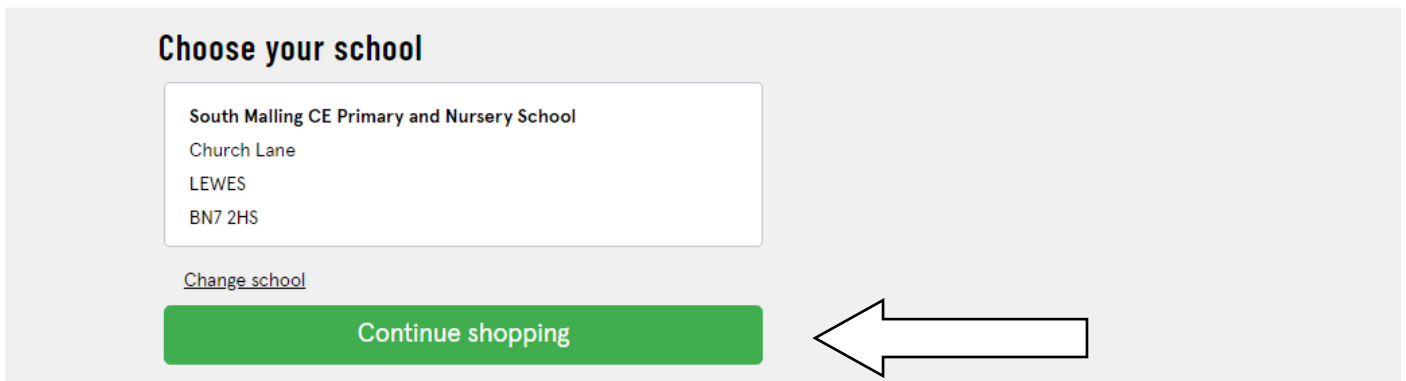 Choose your school
South Malling CE Primary and Nursery School
Church Lane
LEWES
BN7 2HS
Change school
Continue shopping